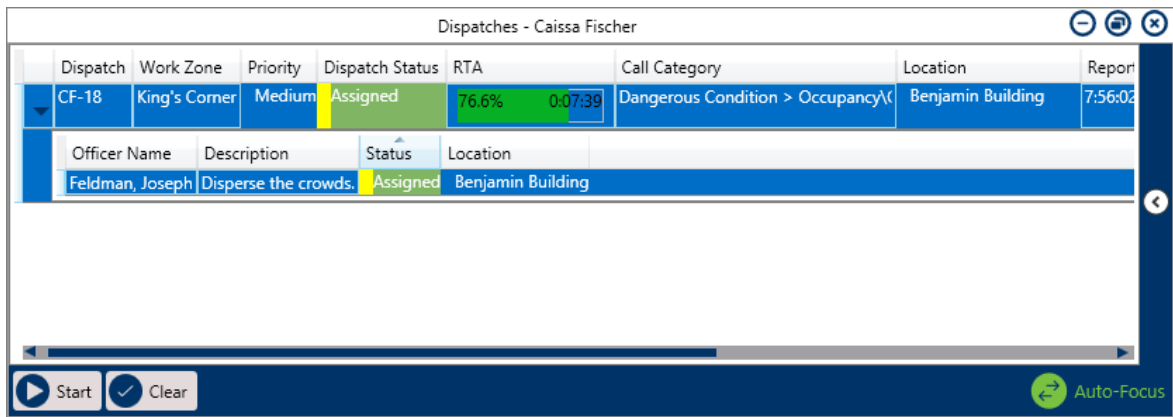 Dispatches - Caissa Fischer
Dispatch Work Zone Priority Dispatch Status RTA Call Category Location Report
CF-18 King's Corner Medium Assigned 76.6% 0:07:39 Dangerous Condition > Occupancy\ Benjamin Building 7:56:02
Officer Name Description Status Location
Feldman, Joseph Disperse the crowds. Assigned Benjamin Building
Start Clear Auto-Focus